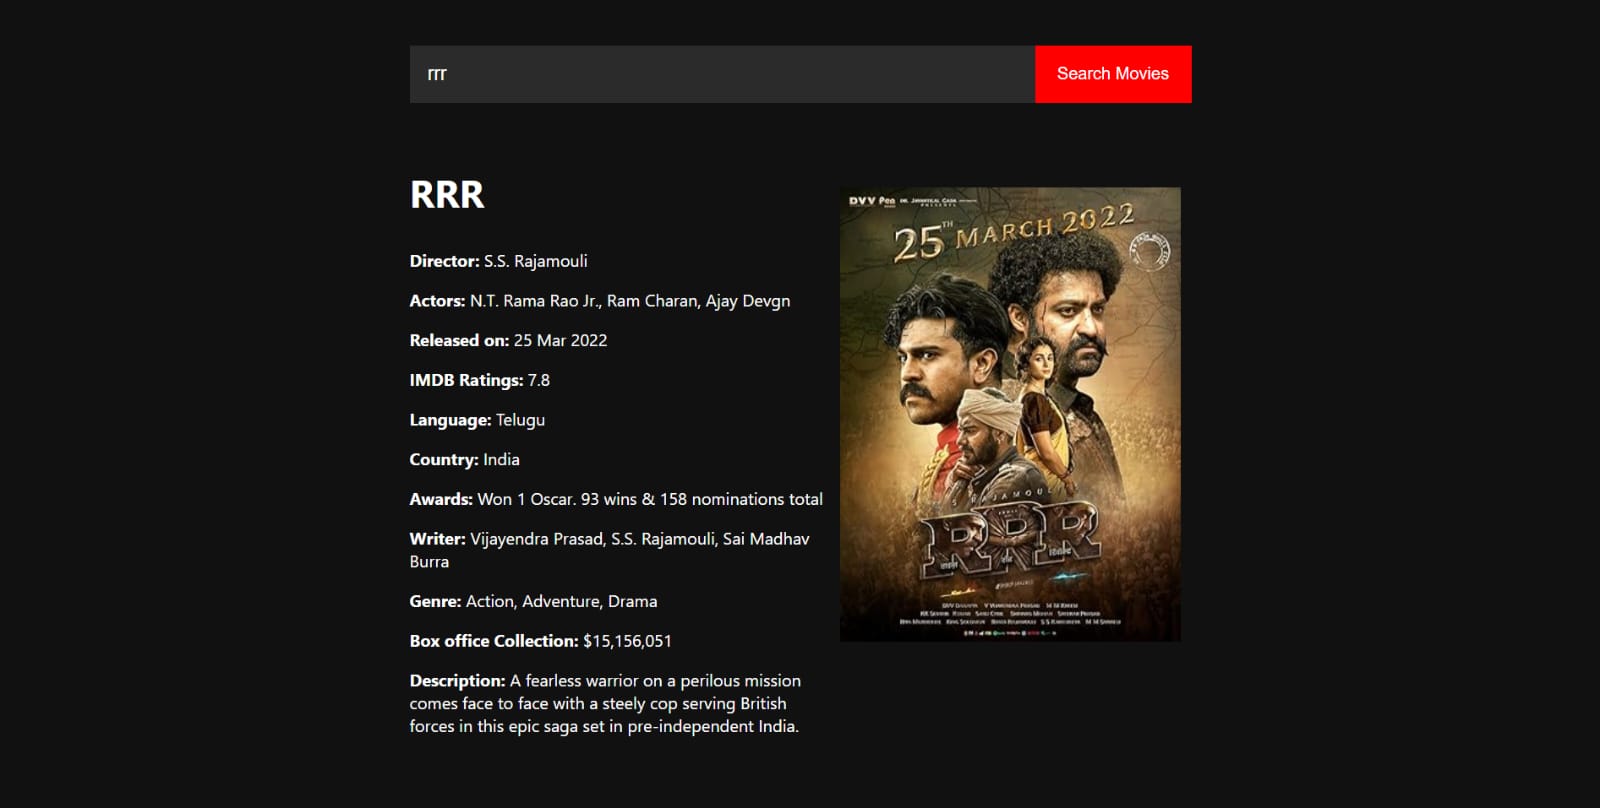 rrr
Search Movies
RRR
Director: S.S. Rajamouli
Actors: N.T. Rama Rao Jr., Ram Charan, Ajay Devgn
Released on: 25 Mar 2022
IMDB Ratings: 7.8
Language: Telugu
Country: India
Awards: Won 1 Oscar. 93 wins & 158 nominations total
Writer: Vijayendra Prasad, S.S. Rajamouli, Sai Madhav
Burra
Genre: Action, Adventure, Drama
Box office Collection: $15,156,051
Description: A fearless warrior on a perilous mission
comes face to face with a steely cop serving British
forces in this epic saga set in pre-independent India.
DVV Pen
PRESENTS
25TH MARCH 2022
S S RAJAMOULI'S
RRR